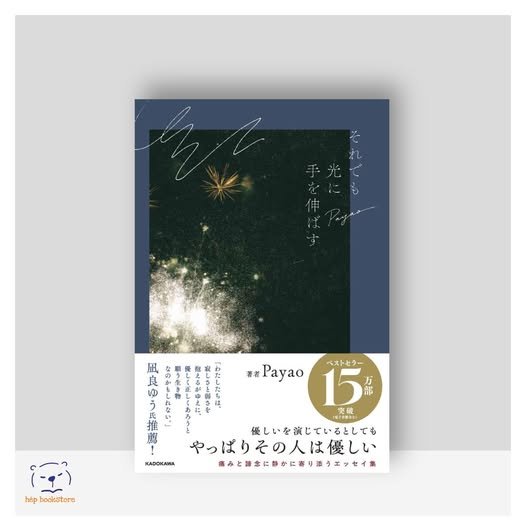 それでも
光に
手を伸ばす
Payao
「わたしたちは、
寂しさと弱さを
抱えるがゆえに、
優しく正しくあろうと
願う生き物
なのかもしれない。」
凪良ゆう氏推薦！
著者 Payao
ベストセラー
15万部
突破
優しいを演じているとしても
やっぱりその人は優しい
痛みと諦念に静かに寄り添うエッセイ集
KADOKAWA
hép bookstore